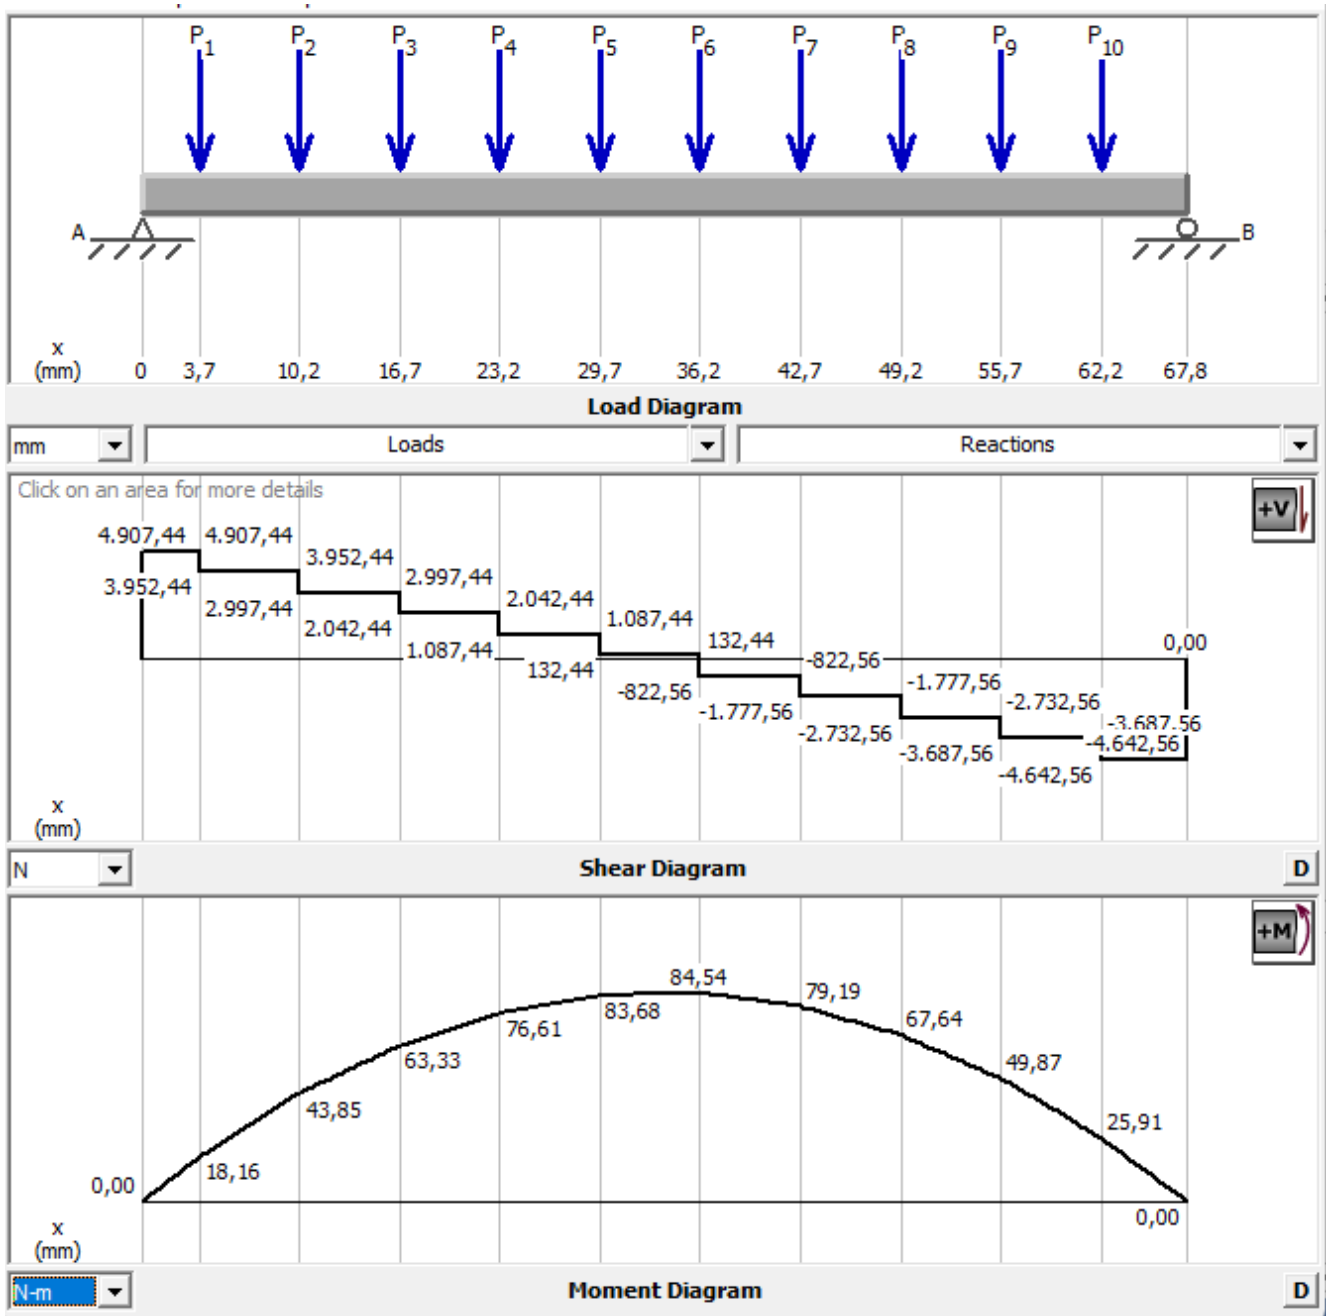 P1 P2 P3 P4 P5 P6 P7 P8 P9 P10
A B
x
(mm) 0 3,7 10,2 16,7 23,2 29,7 36,2 42,7 49,2 55,7 62,2 67,8
Load Diagram
mm Loads Reactions
Click on an area for more details
+V
4.907,44 4.907,44
3.952,44
2.997,44
2.042,44
1.087,44
132,44
0,00
3.952,44
2.997,44
2.042,44
1.087,44
132,44
-822,56
-822,56
-1.777,56
-1.777,56
-2.732,56
-2.732,56
-3.687,56
-3.687,56
-4.642,56
-4.642,56
x
(mm)
N Shear Diagram D
+M
84,54
79,19
83,68
76,61
67,64
63,33
49,87
43,85
25,91
18,16
0,00
0,00
x
(mm)
N-m Moment Diagram D